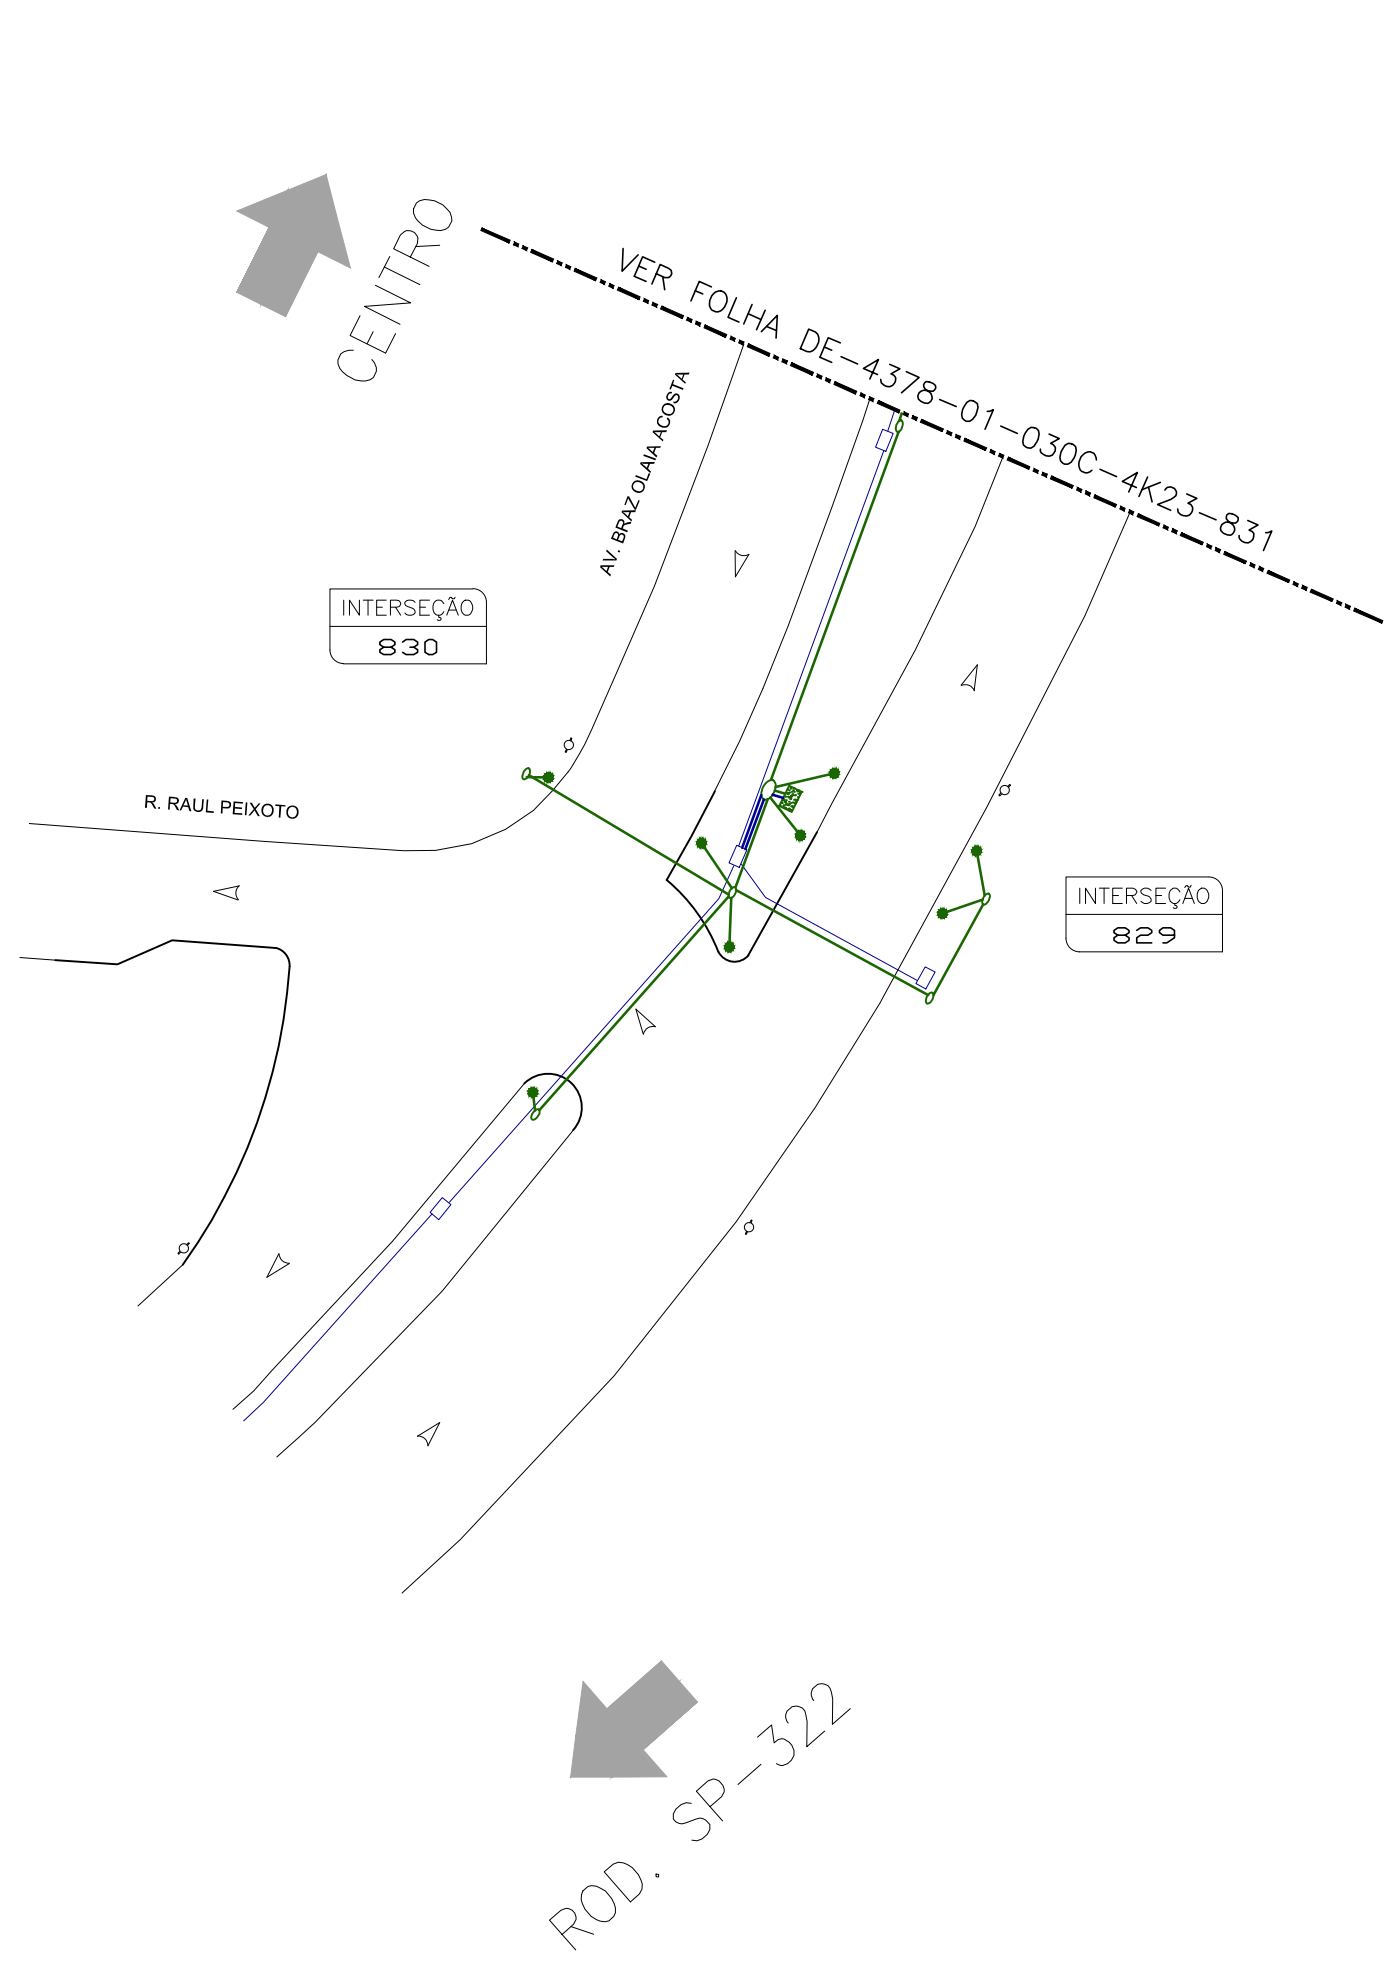 CENTRO
VER FOLHA DE-4378-01-030C-4K23-831
AV. BRAZ OLAIA ACOSTA
INTERSEÇÃO
830
R. RAUL PEIXOTO
INTERSEÇÃO
829
ROD. SP-322